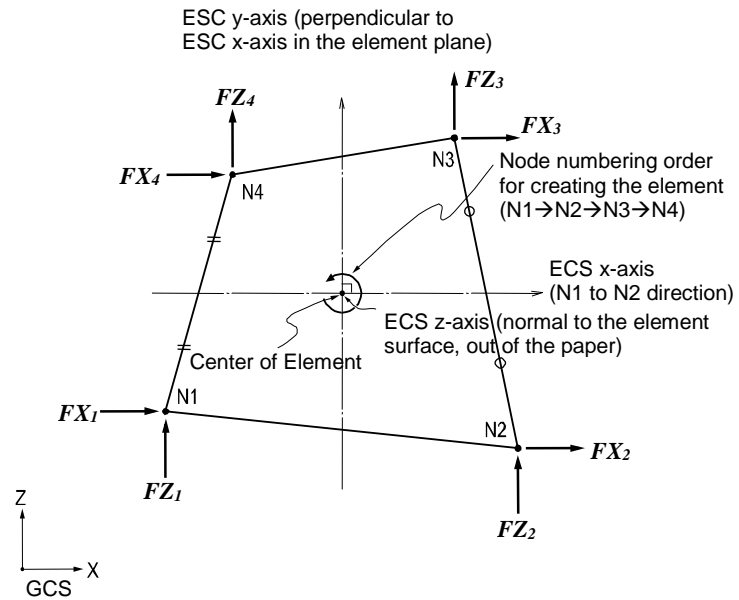 ESC y-axis (perpendicular to
ESC x-axis in the element plane)
FZ3
FZ4
FX3
N3
FX4
N4
Node numbering order
for creating the element
(N1→N2→N3→N4)
ECS x-axis
(N1 to N2 direction)
ECS z-axis (normal to the element
surface, out of the paper)
Center of Element
N1
FX1
N2
FX2
FZ1
FZ2
Z
X
GCS